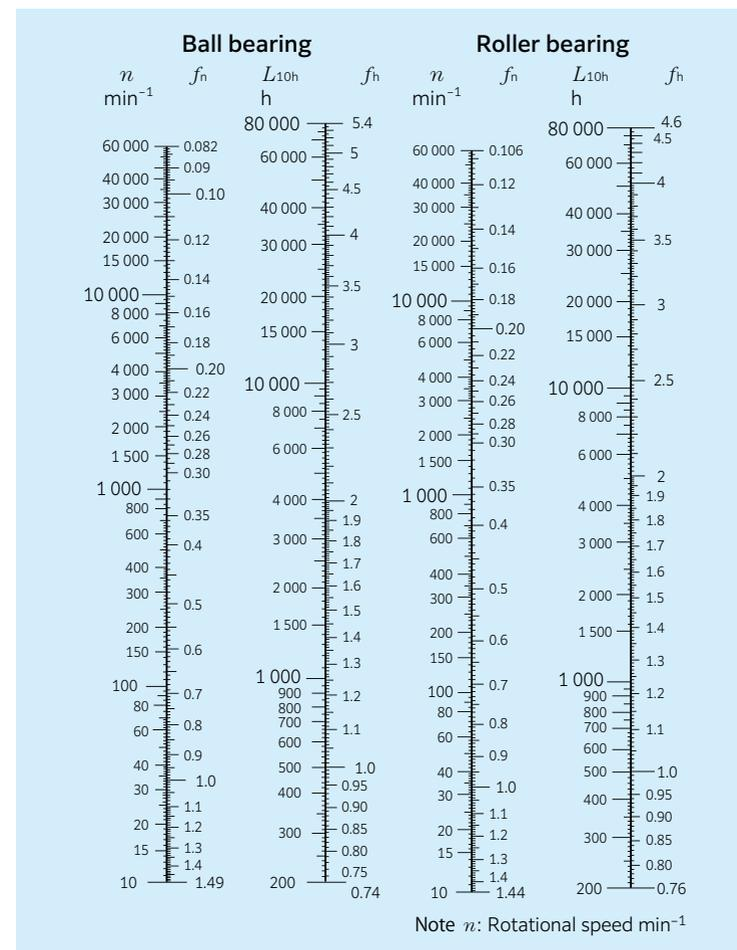 Ball bearing Roller bearing
n fn L10h fh n fn L10h fh
min⁻¹ h min⁻¹ h
80 000 5.4 80 000 4.6
60 000 0.082 60 000 0.106 4.5
0.09 60 000 5 60 000
40 000 0.10 4.5 40 000 0.12 4
30 000 40 000 30 000 40 000
20 000 0.12 4 0.14 3.5
15 000 30 000 20 000 30 000
0.14 3.5 15 000 0.16
10 000 20 000 10 000 0.18 20 000 3
8 000 0.16 15 000 8 000 0.20 15 000
6 000 0.18 3 6 000 0.22
4 000 0.20 10 000 4 000 0.24 10 000 2.5
3 000 0.22 3 000 0.26
0.24 8 000 2.5 0.28 8 000
2 000 0.26 2 000 0.30
1 500 0.28 6 000 1 500 6 000
0.30 2
1 000 4 000 2 1 000 0.35 1.9
800 0.35 1.9 800 4 000 1.8
600 0.4 3 000 1.8 600 0.4 3 000 1.7
400 1.7 400 1.6
300 0.5 2 000 1.6 300 0.5 2 000 1.5
200 1.5 200 0.6 1.4
150 0.6 1 500 1.4 150 1 500
1.3 1.3
100 0.7 1 000 1.2 100 0.7 1 000 1.2
80 900 80 900
0.8 800 0.8 800
60 700 1.1 60 700 1.1
0.9 600 0.9 600
40 1.0 500 1.0 40 1.0 500 1.0
30 0.95 30 0.95
1.1 400 0.90 1.1 400 0.90
20 1.2 300 0.85 20 1.2 300 0.85
15 1.3 0.80 15 1.3 0.80
1.4 0.75 1.4
10 1.49 200 0.74 10 1.44 200 0.76
Note n: Rotational speed min⁻¹